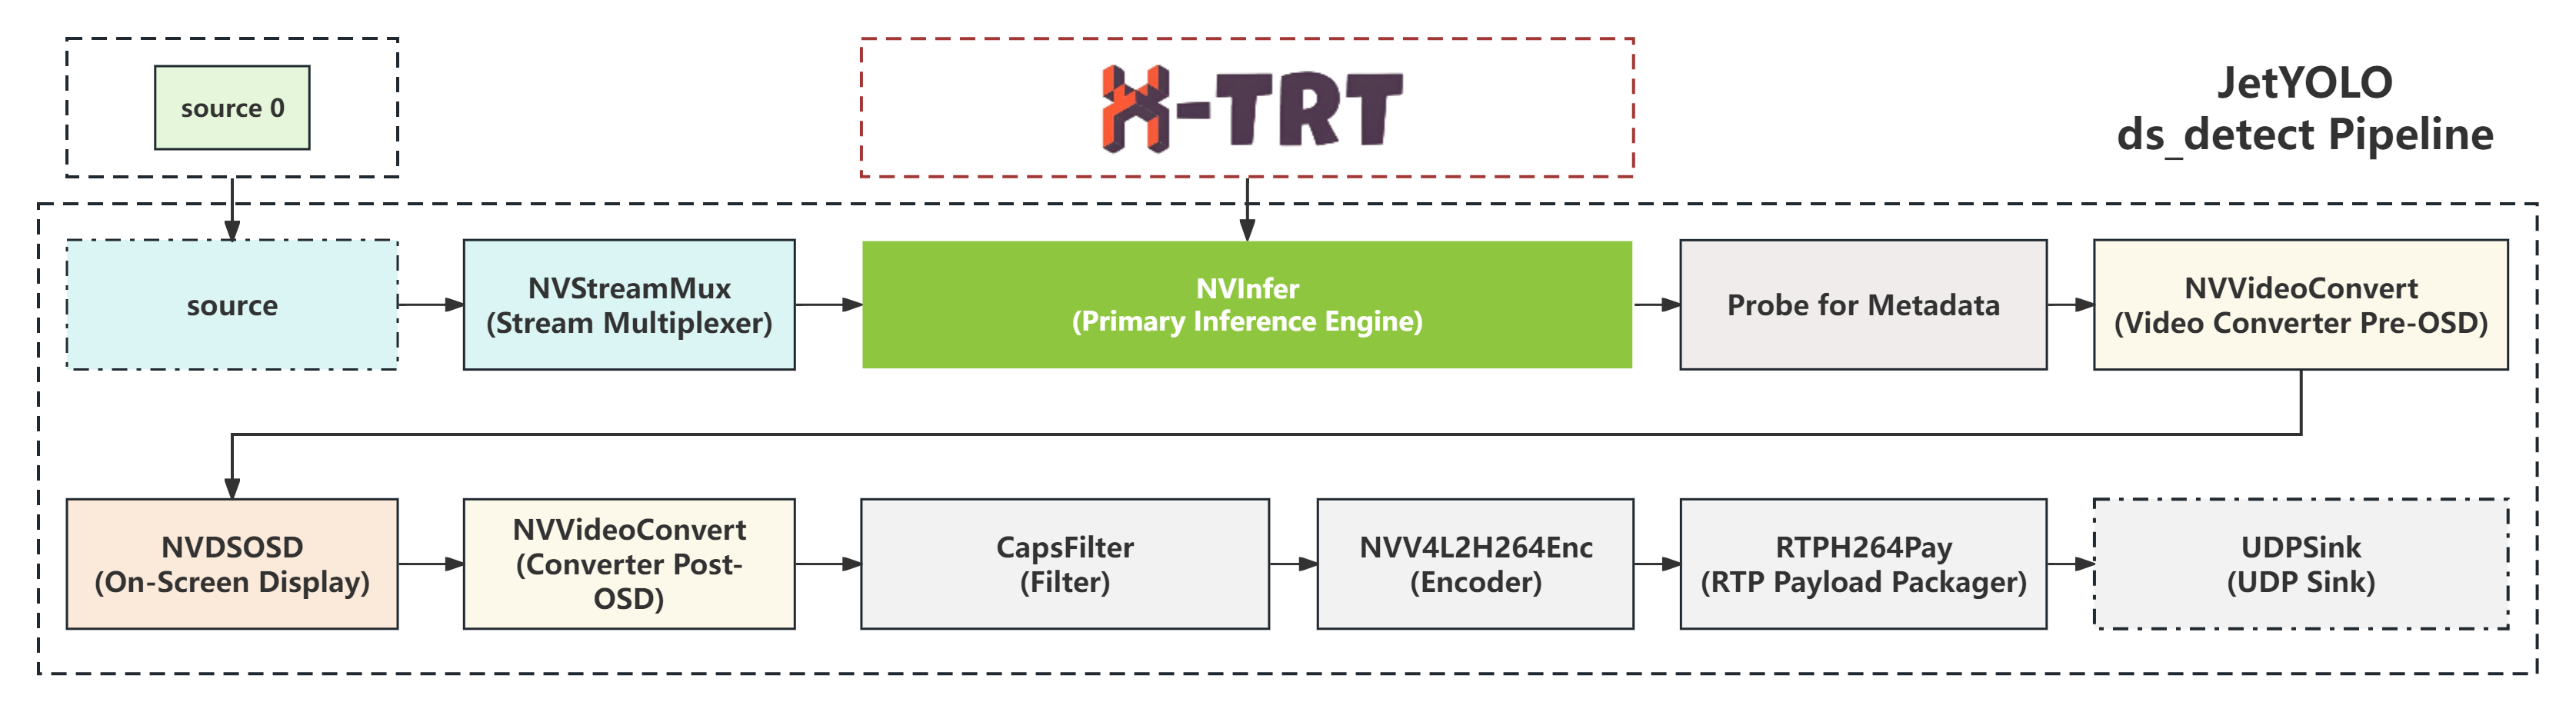 source 0
X-TRT
JetYOLO
ds_detect Pipeline
source
NVStreamMux
(Stream Multiplexer)
NVInfer
(Primary Inference Engine)
Probe for Metadata
NVVideoConvert
(Video Converter Pre-OSD)
NVDSOSD
(On-Screen Display)
NVVideoConvert
(Converter Post-
OSD)
CapsFilter
(Filter)
NVV4L2H264Enc
(Encoder)
RTPH264Pay
(RTP Payload Packager)
UDPSink
(UDP Sink)